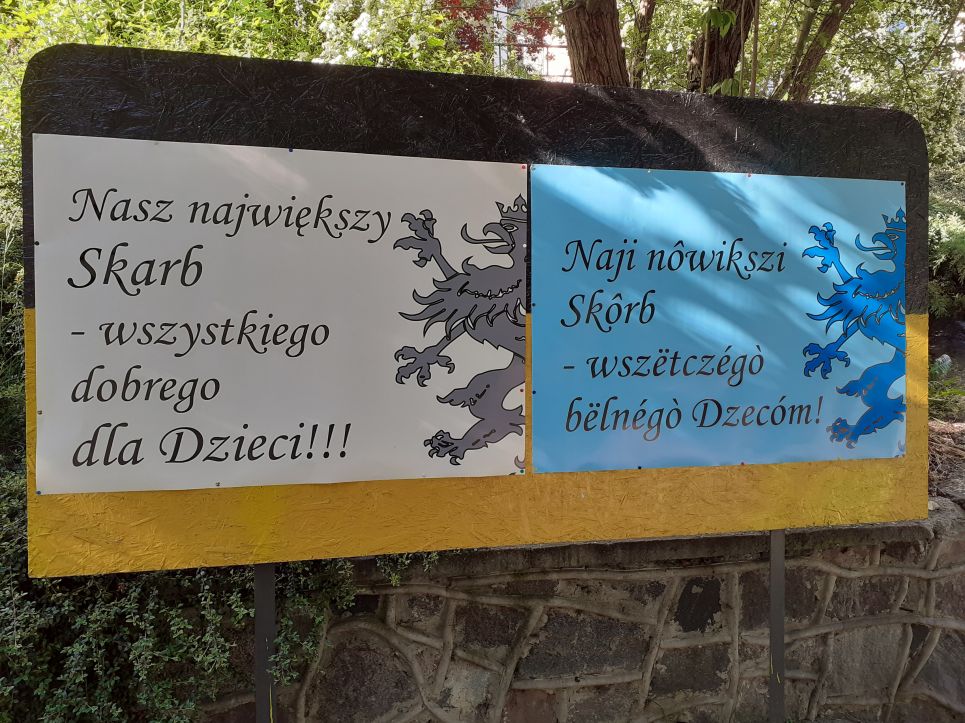 Nasz największy
Skarb
- wszystkiego
dobrego
dla Dzieci!!!
Naji nôwikszi
Skôrb
- wszëtczégò
bëlnégò Dzecóm!